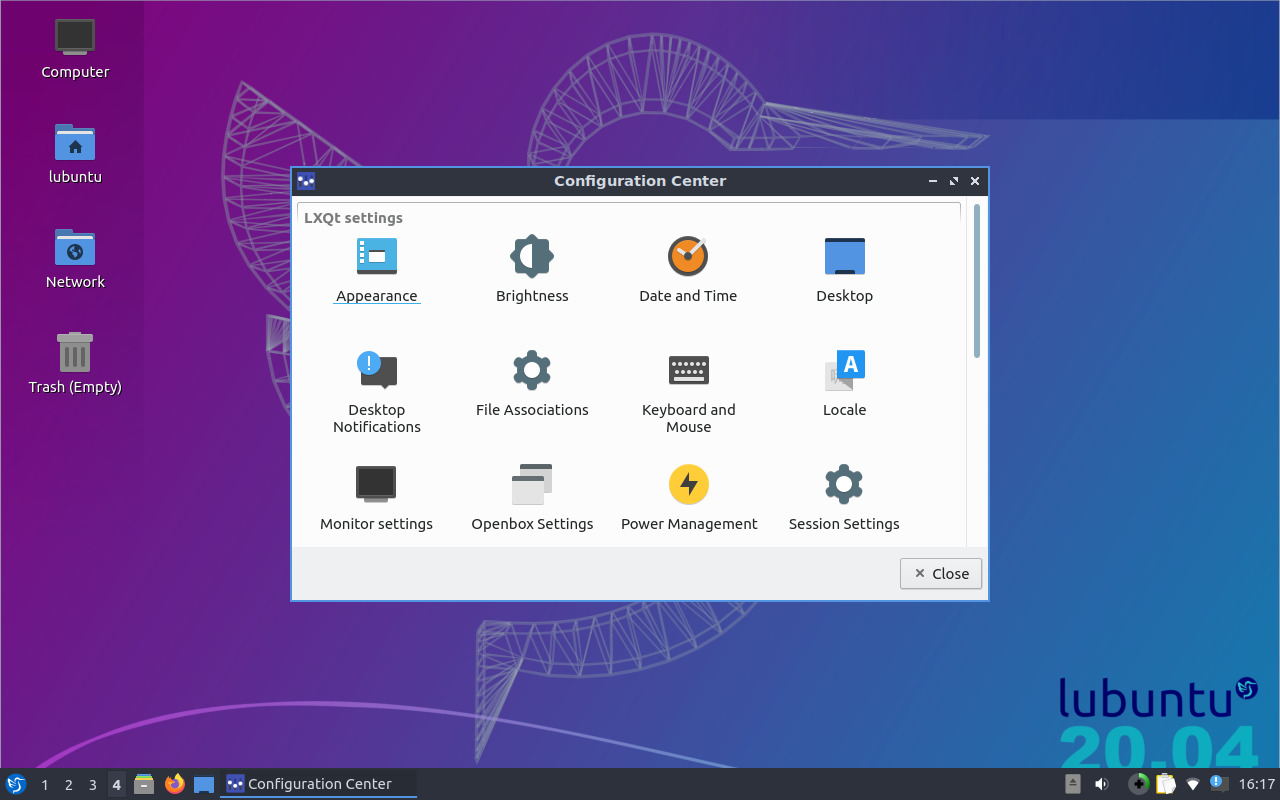 Computer
lubuntu
Network
Trash (Empty)
Configuration Center
LXQt settings
Appearance
Brightness
Date and Time
Desktop
Desktop
Notifications
File Associations
Keyboard and
Mouse
Locale
Monitor settings
Openbox Settings
Power Management
Session Settings
Close
lubuntu
20.04
1 2 3 4
Configuration Center
16:17